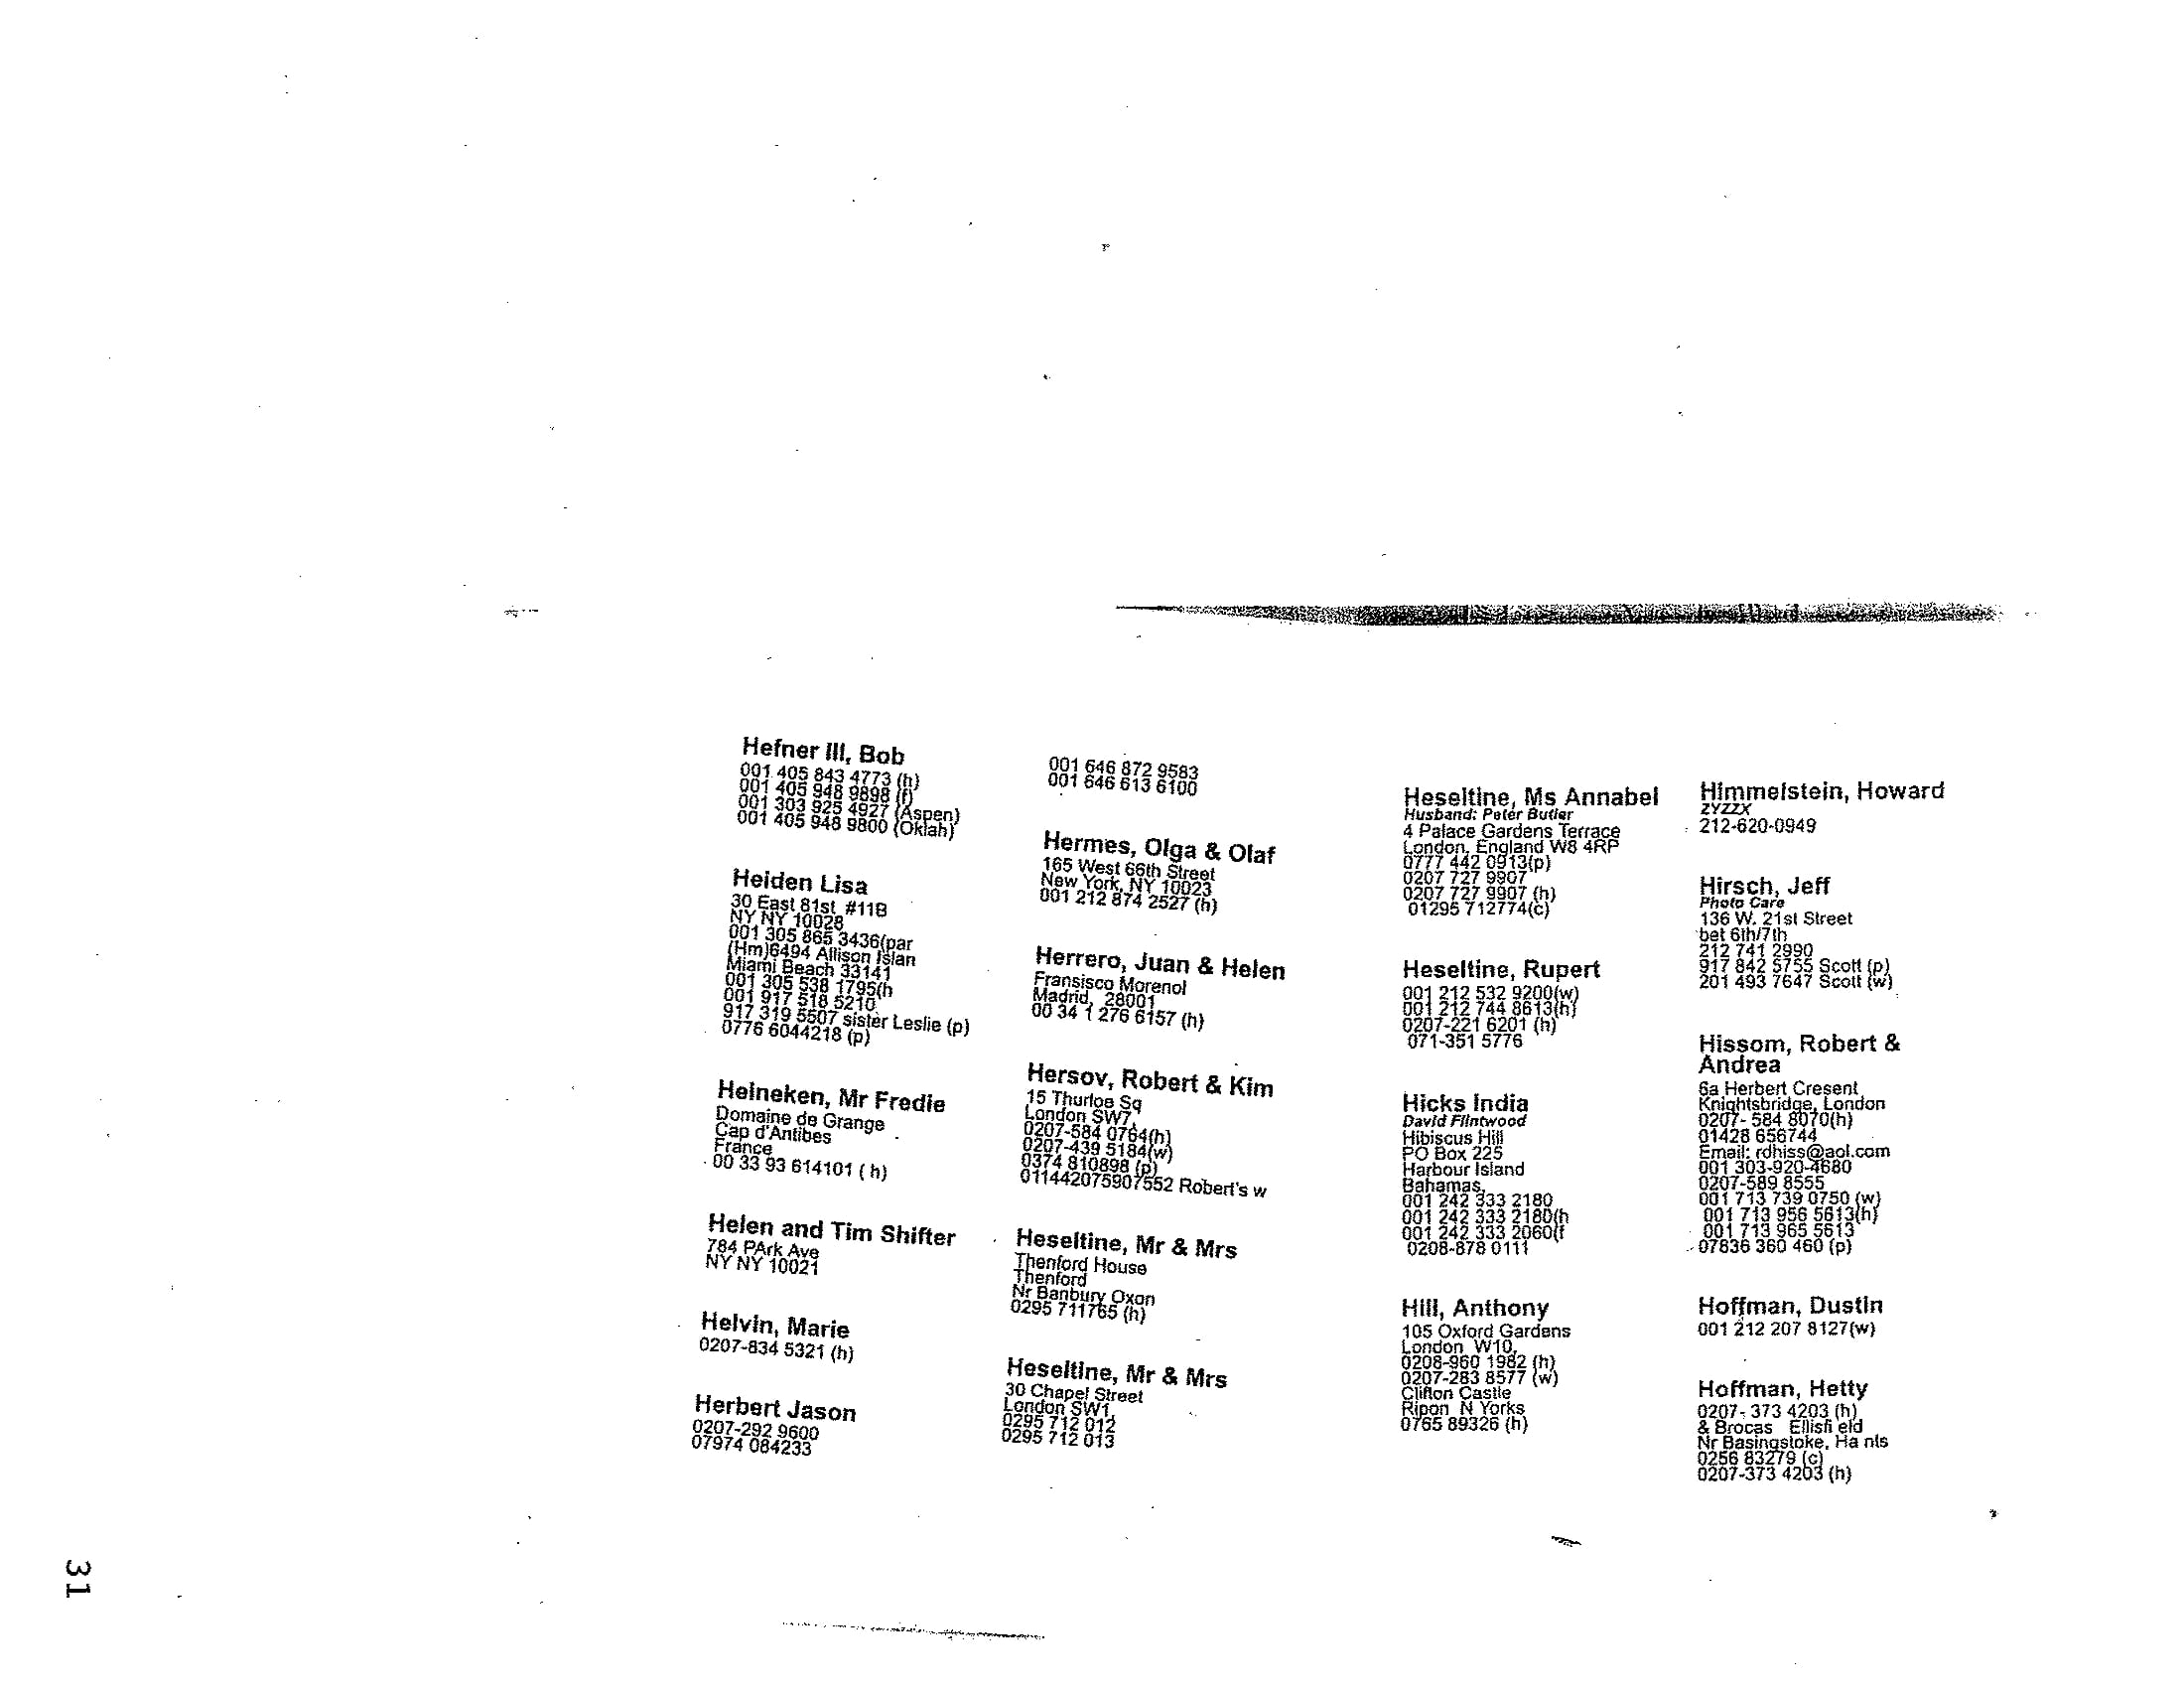 Hefner III, Bob
001 405 843 4773 (h)
001 405 948 9898 (f)
001 303 925 4927 (Aspen)
001 405 948 9800 (Oklah)
Heiden Lisa
30 East 81st #11B
NY NY 10028
001 305 865 3436(par
(Hm)6494 Allison Islan
Miami Beach 33141
001 305 538 1795(h
001 917 518 5210
917 319 5507 sister Leslie (p)
0776 6044218 (p)
Heineken, Mr Fredie
Domaine de Grange
Cap d'Antibes
France
00 33 93 614101 ( h)
Helen and Tim Shifter
784 PArk Ave
NY NY 10021
Helvin, Marie
0207-834 5321 (h)
Herbert Jason
0207-292 9600
07974 084233
001 646 872 9583
001 646 613 6100
Hermes, Olga & Olaf
165 West 66th Street
New York, NY 10023
001 212 874 2527 (h)
Herrero, Juan & Helen
Fransisco Morenol
Madrid, 28001
00 34 1 276 6157 (h)
Hersov, Robert & Kim
15 Thurloe Sq
London SW7,
0207-584 0764(h)
0207-439 5184(w)
0374 810898 (p)
011442075907552 Robert's w
Heseltine, Mr & Mrs
Thenford House
Thenford
Nr Banbury Oxon
0295 711765 (h)
Heseltine, Mr & Mrs
30 Chapel Street
London SW1,
0295 712 012
0295 712 013
Heseltine, Ms Annabel
Husband: Peter Butler
4 Palace Gardens Terrace
London, England W8 4RP
0777 442 0913(p)
0207 727 9907
0207 727 9907 (h)
01295 712774(c)
Heseltine, Rupert
001 212 532 9200(w)
001 212 744 8613(h)
0207-221 6201 (h)
071-351 5776
Hicks India
David Flintwood
Hibiscus Hill
PO Box 225
Harbour Island
Bahamas,
001 242 333 2180
001 242 333 2180(h
001 242 333 2060(f
0208-878 0111
Hill, Anthony
105 Oxford Gardens
London W10,
0208-960 1982 (h)
0207-283 8577 (w)
Clifton Castle
Ripon N Yorks
0765 89326 (h)
Himmelstein, Howard
ZYZZX
212-620-0949
Hirsch, Jeff
Photo Care
136 W. 21st Street
bet 6th/7th
212 741 2990
917 842 5755 Scott (p)
201 493 7647 Scott (w)
Hissom, Robert &
Andrea
6a Herbert Cresent
Knightsbridge, London
0207- 584 8070(h)
01428 656744
Email: rdhiss@aol.com
001 303-920-4680
0207-589 8555
001 713 739 0750 (w)
001 713 956 5613(h)
001 713 965 5613
07836 360 460 (p)
Hoffman, Dustin
001 212 207 8127(w)
Hoffman, Hetty
0207- 373 4203 (h)
& Brocas Ellisfi eld
Nr Basingstoke, Ha nts
0256 83279 (c)
0207-373 4203 (h)
31